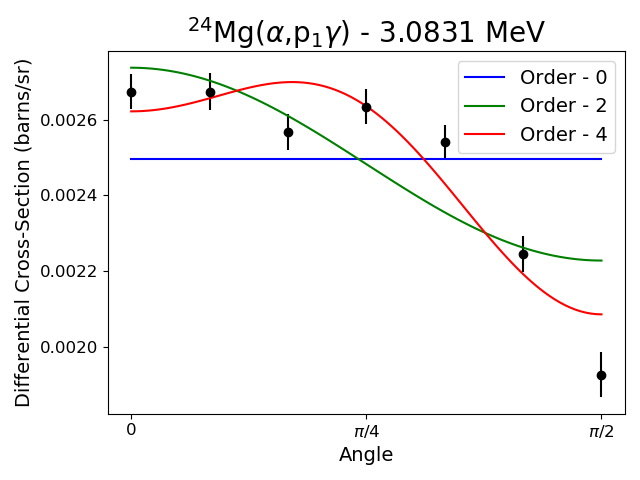 ²⁴Mg(α,p₁γ) - 3.0831 MeV
Order - 0
Order - 2
Order - 4
Differential Cross-Section (barns/sr)
0.0026
0.0024
0.0022
0.0020
0
π/4
π/2
Angle